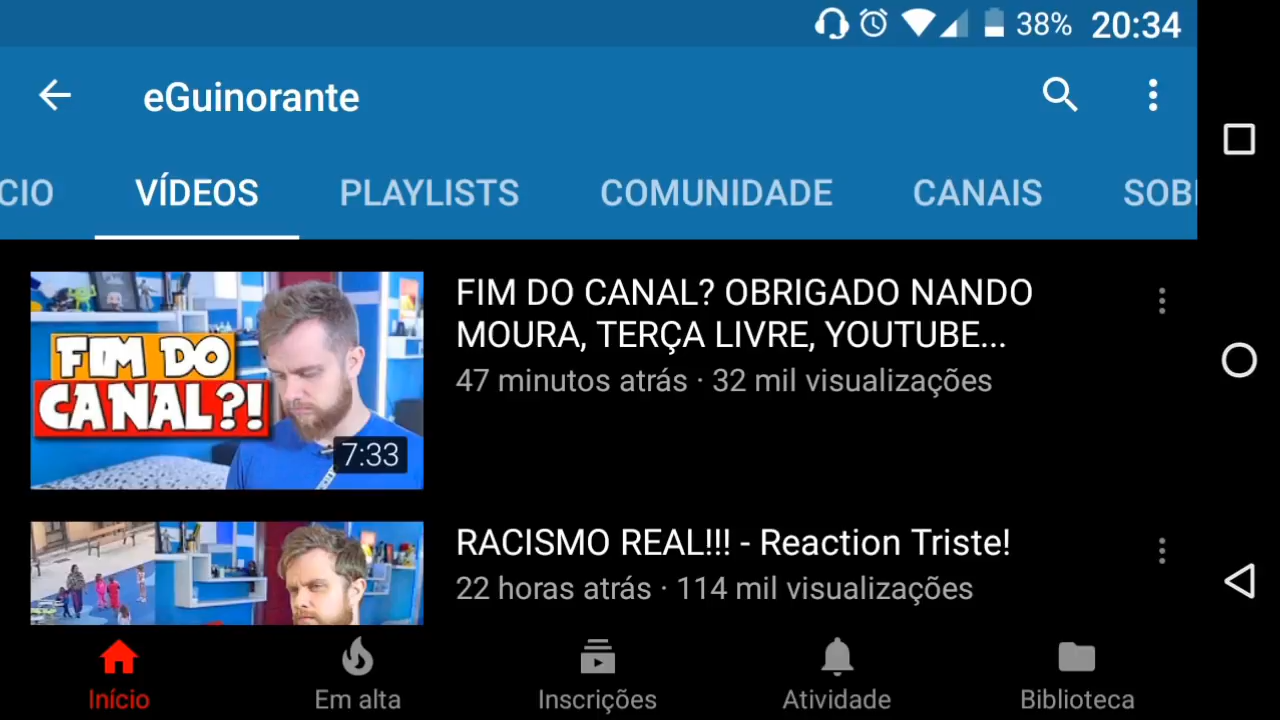 38% 20:34
eGuinorante
CIO VÍDEOS PLAYLISTS COMUNIDADE CANAIS SOB
FIM DO
CANAL?!
7:33
FIM DO CANAL? OBRIGADO NANDO
MOURA, TERÇA LIVRE, YOUTUBE...
47 minutos atrás · 32 mil visualizações
RACISMO REAL!!! - Reaction Triste!
22 horas atrás · 114 mil visualizações
Início Em alta Inscrições Atividade Biblioteca